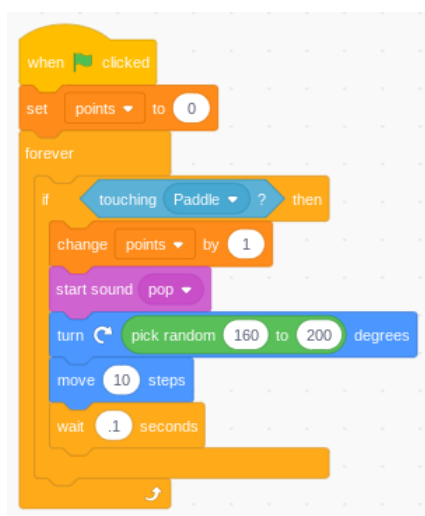 when clicked
set points to 0
forever
if touching Paddle ? then
change points by 1
start sound pop
turn pick random 160 to 200 degrees
move 10 steps
wait .1 seconds